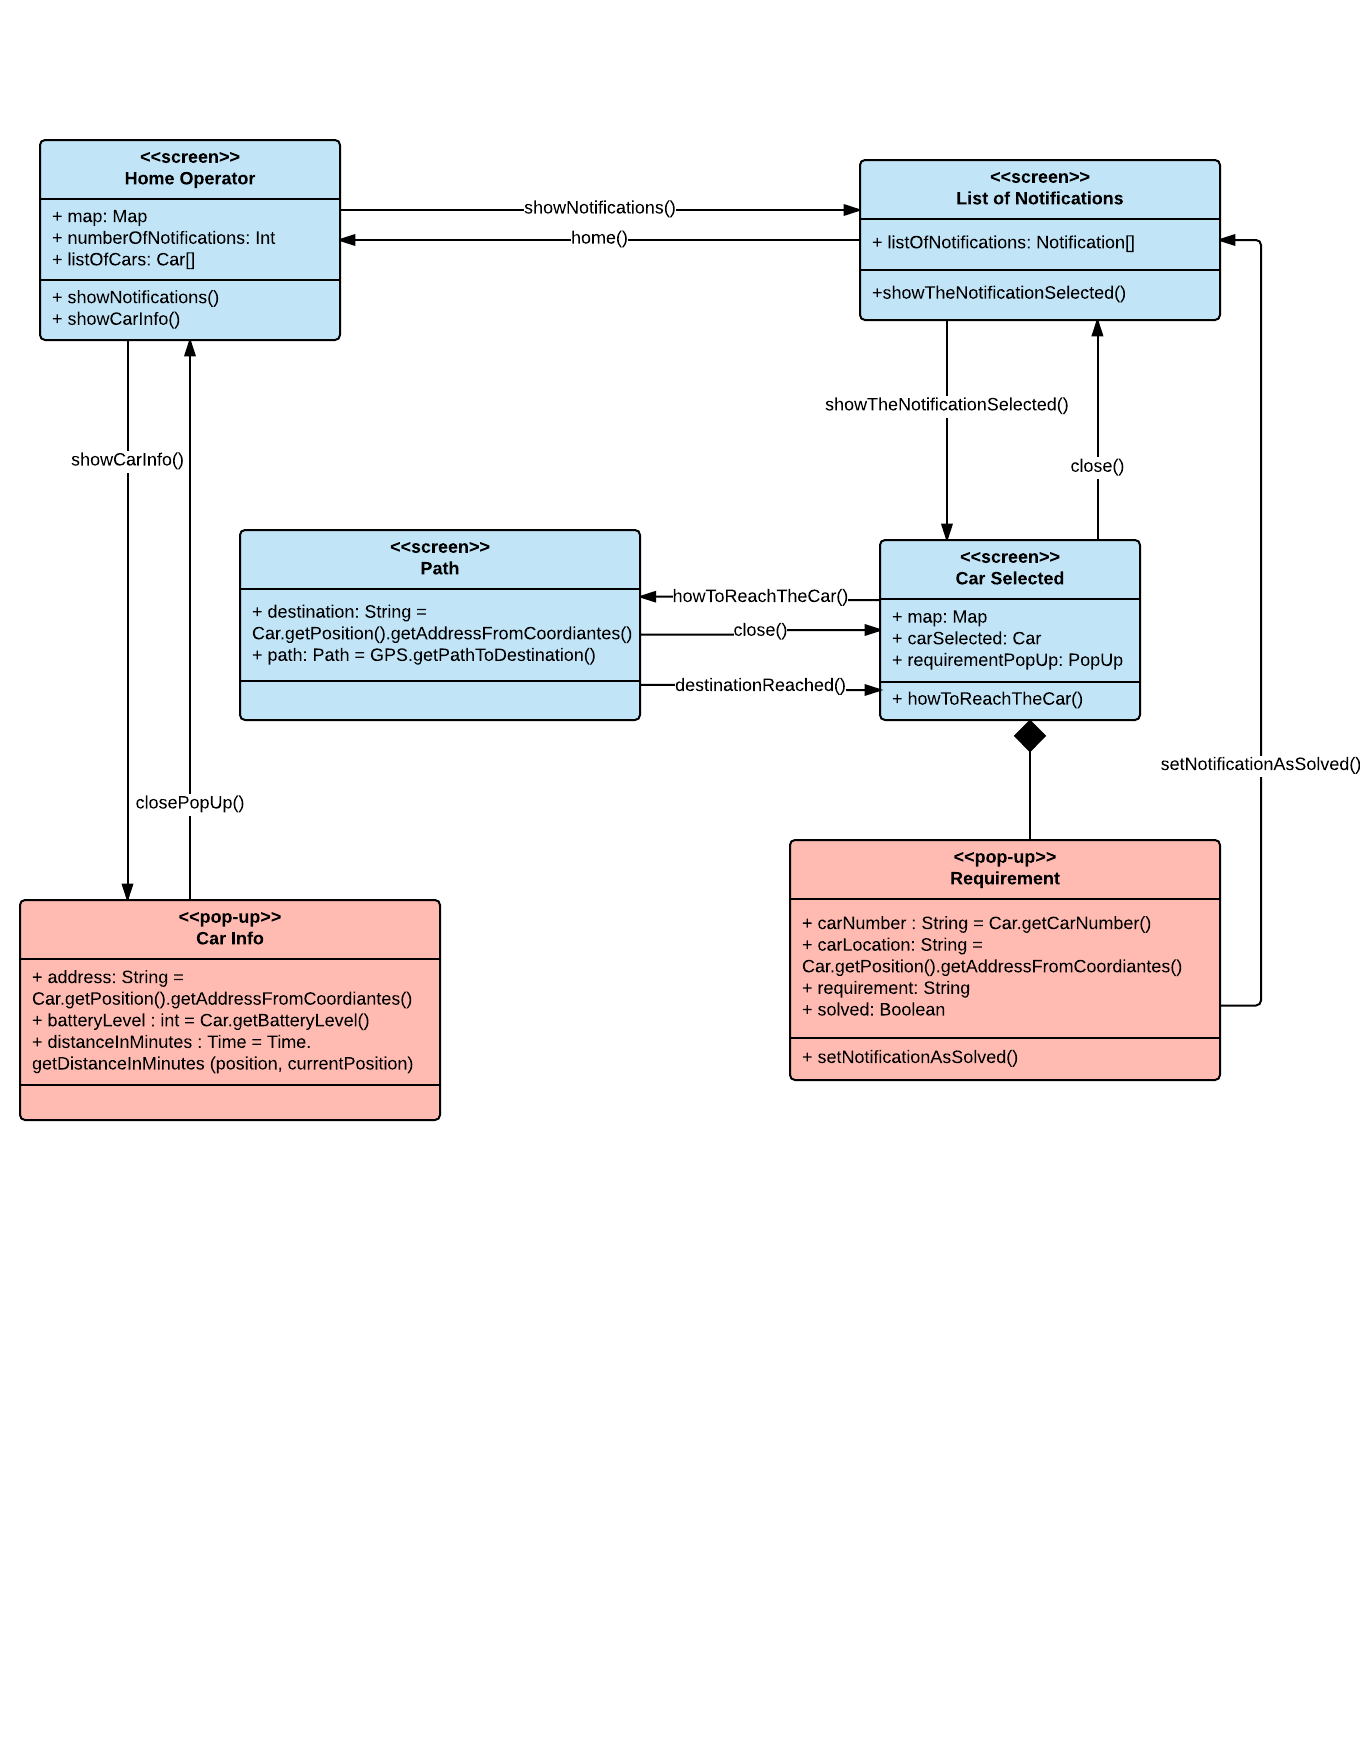 <<screen>>
Home Operator
+ map: Map
+ numberOfNotifications: Int
+ listOfCars: Car[]
+ showNotifications()
+ showCarInfo()
showNotifications()
home()
<<screen>>
List of Notifications
+ listOfNotifications: Notification[]
+showTheNotificationSelected()
showTheNotificationSelected()
close()
showCarInfo()
closePopUp()
<<screen>>
Path
+ destination: String =
Car.getPosition().getAddressFromCoordiantes()
+ path: Path = GPS.getPathToDestination()
howToReachTheCar()
close()
destinationReached()
<<screen>>
Car Selected
+ map: Map
+ carSelected: Car
+ requirementPopUp: PopUp
+ howToReachTheCar()
setNotificationAsSolved()
<<pop-up>>
Car Info
+ address: String =
Car.getPosition().getAddressFromCoordiantes()
+ batteryLevel : int = Car.getBatteryLevel()
+ distanceInMinutes : Time = Time.
getDistanceInMinutes (position, currentPosition)
<<pop-up>>
Requirement
+ carNumber : String = Car.getCarNumber()
+ carLocation: String =
Car.getPosition().getAddressFromCoordiantes()
+ requirement: String
+ solved: Boolean
+ setNotificationAsSolved()